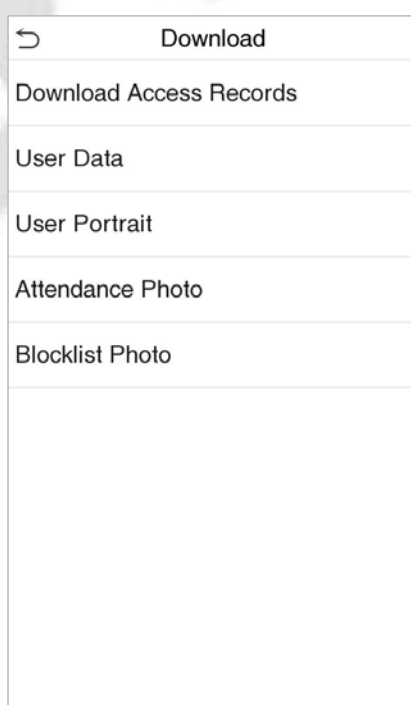 Download
Download Access Records
User Data
User Portrait
Attendance Photo
Blocklist Photo